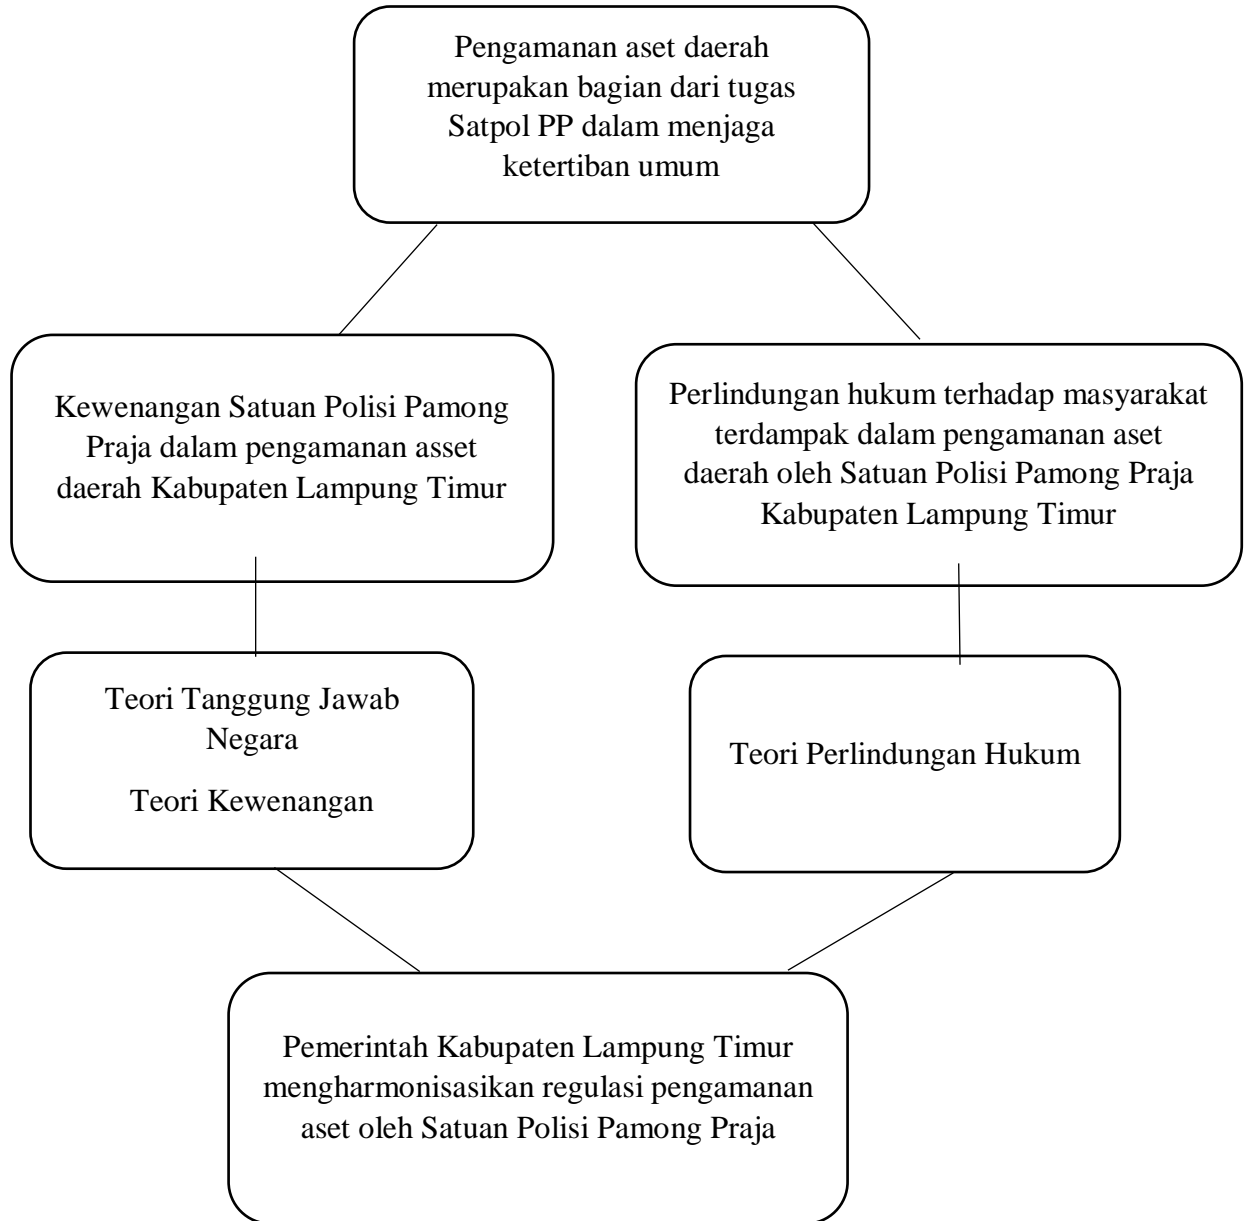 Pengamanan aset daerah
merupakan bagian dari tugas
Satpol PP dalam menjaga
ketertiban umum
Kewenangan Satuan Polisi Pamong
Praja dalam pengamanan asset
daerah Kabupaten Lampung Timur
Perlindungan hukum terhadap masyarakat
terdampak dalam pengamanan aset
daerah oleh Satuan Polisi Pamong Praja
Kabupaten Lampung Timur
Teori Tanggung Jawab
Negara
Teori Kewenangan
Teori Perlindungan Hukum
Pemerintah Kabupaten Lampung Timur
mengharmonisasikan regulasi pengamanan
aset oleh Satuan Polisi Pamong Praja